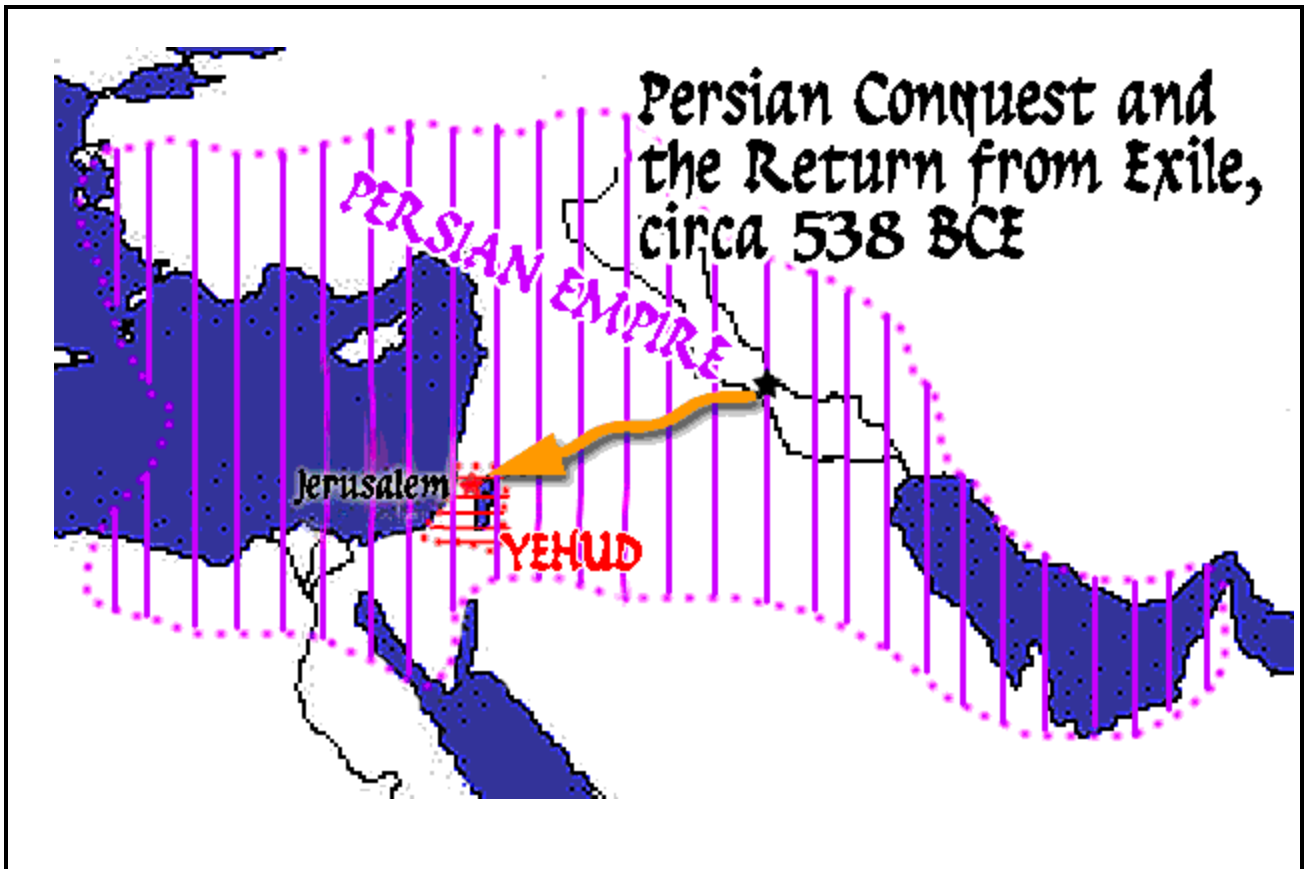 Persian Conquest and
the Return from Exile,
circa 538 BCE
PERSIAN EMPIRE
Jerusalem
YEHUD